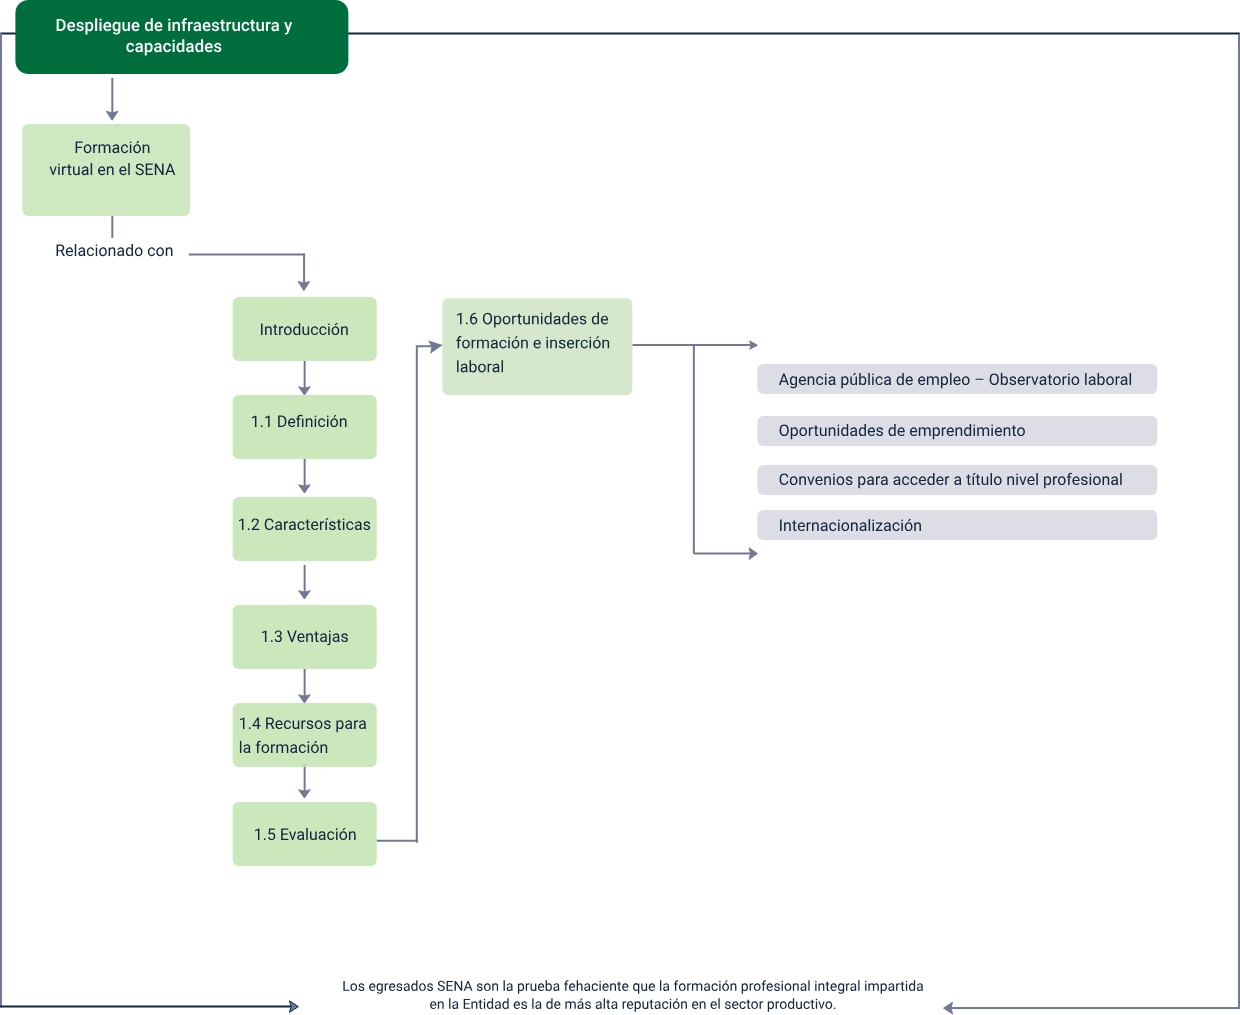 Despliegue de infraestructura y
capacidades
Formación
virtual en el SENA
Relacionado con
Introducción
1.1 Definición
1.2 Características
1.3 Ventajas
1.4 Recursos para
la formación
1.5 Evaluación
1.6 Oportunidades de
formación e inserción
laboral
Agencia pública de empleo – Observatorio laboral
Oportunidades de emprendimiento
Convenios para acceder a título nivel profesional
Internacionalización
Los egresados SENA son la prueba fehaciente que la formación profesional integral impartida
en la Entidad es la de más alta reputación en el sector productivo.